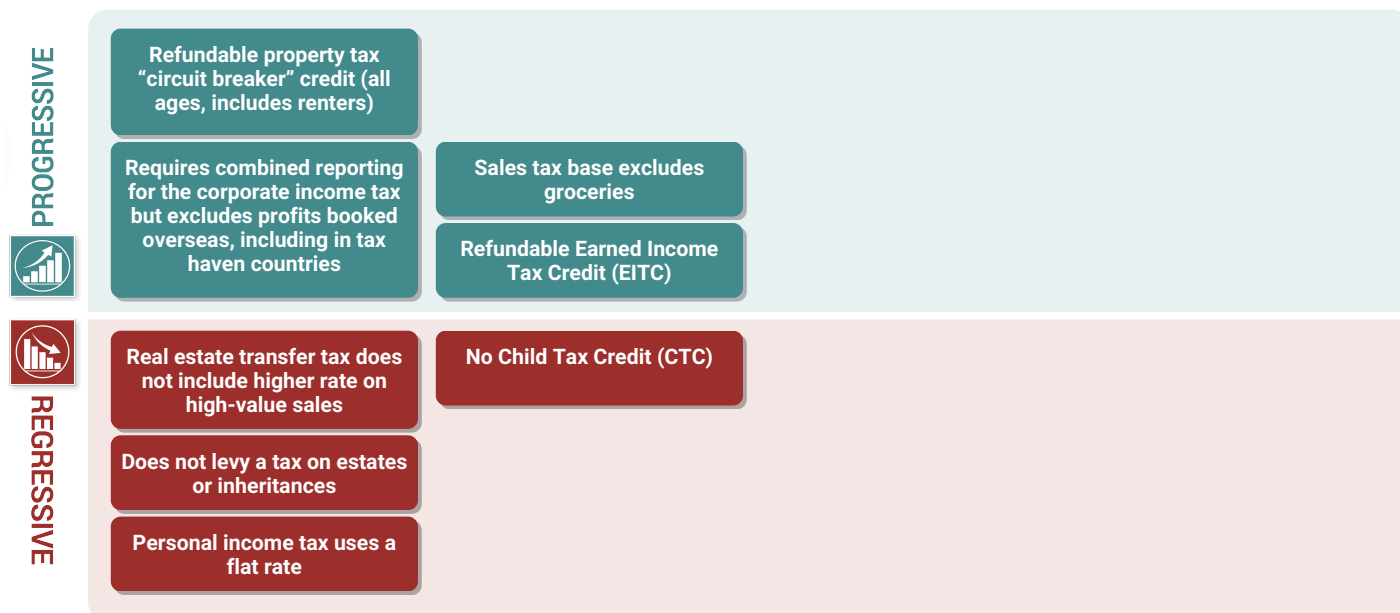 PROGRESSIVE
Refundable property tax
“circuit breaker” credit (all
ages, includes renters)
Requires combined reporting
for the corporate income tax
but excludes profits booked
overseas, including in tax
haven countries
Sales tax base excludes
groceries
Refundable Earned Income
Tax Credit (EITC)
REGRESSIVE
Real estate transfer tax does
not include higher rate on
high-value sales
Does not levy a tax on estates
or inheritances
Personal income tax uses a
flat rate
No Child Tax Credit (CTC)